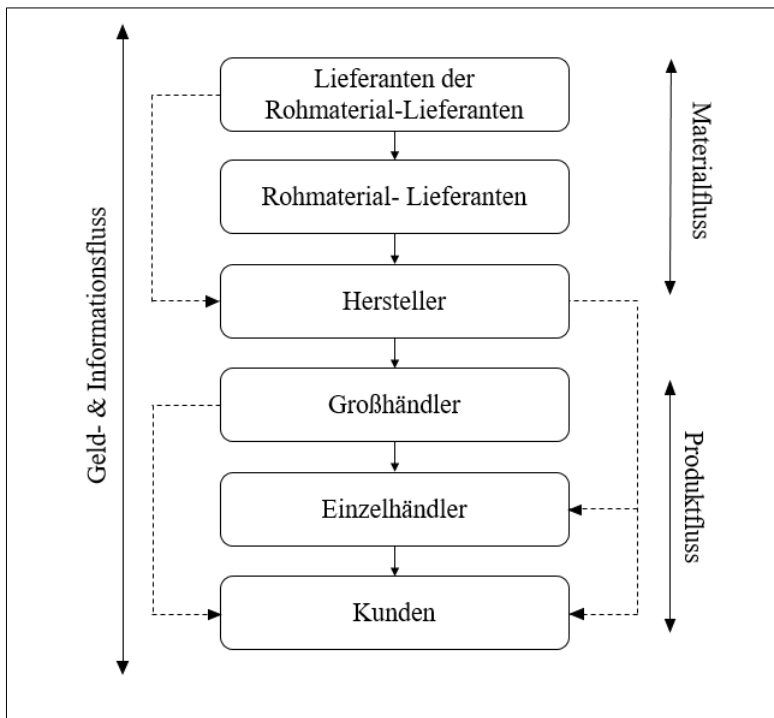 Lieferanten der
Rohmaterial-Lieferanten
Rohmaterial- Lieferanten
Hersteller
Großhändler
Einzelhändler
Kunden
Geld- & Informationsfluss
Materialfluss
Produktfluss